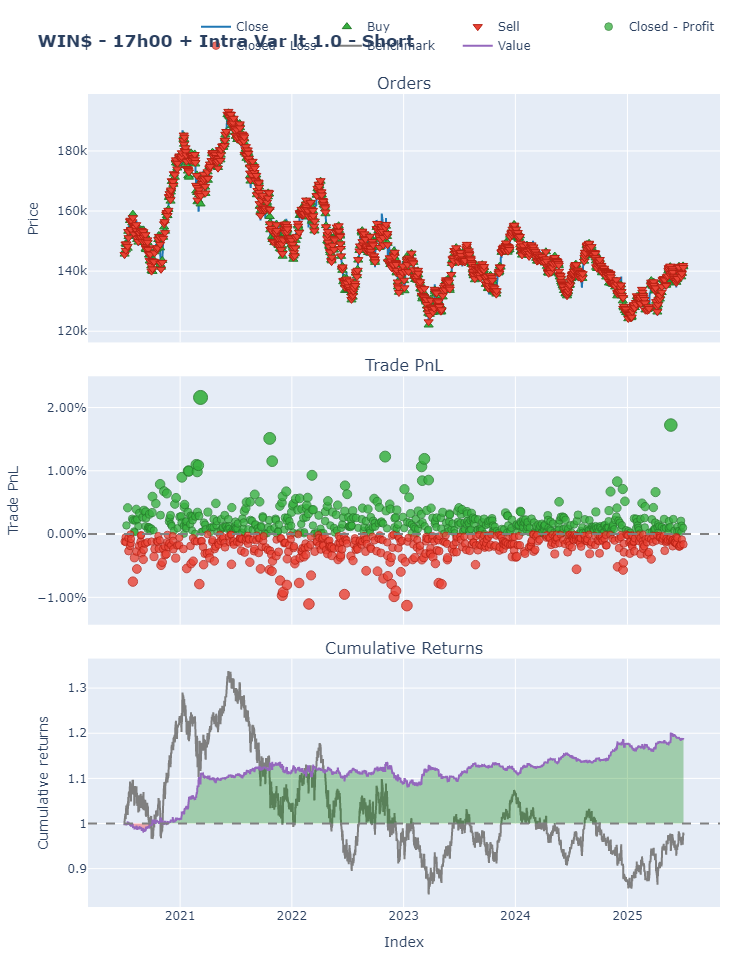 Close Buy Sell Closed - Profit
WIN$ - 17h00 + Intra Var lt 1.0 - Short
Closed - Loss Benchmark Value
Orders
180k
160k
140k
120k
Price
Trade PnL
2.00%
1.00%
0.00%
−1.00%
Trade PnL
Cumulative Returns
1.3
1.2
1.1
1
0.9
Cumulative returns
2021 2022 2023 2024 2025
Index